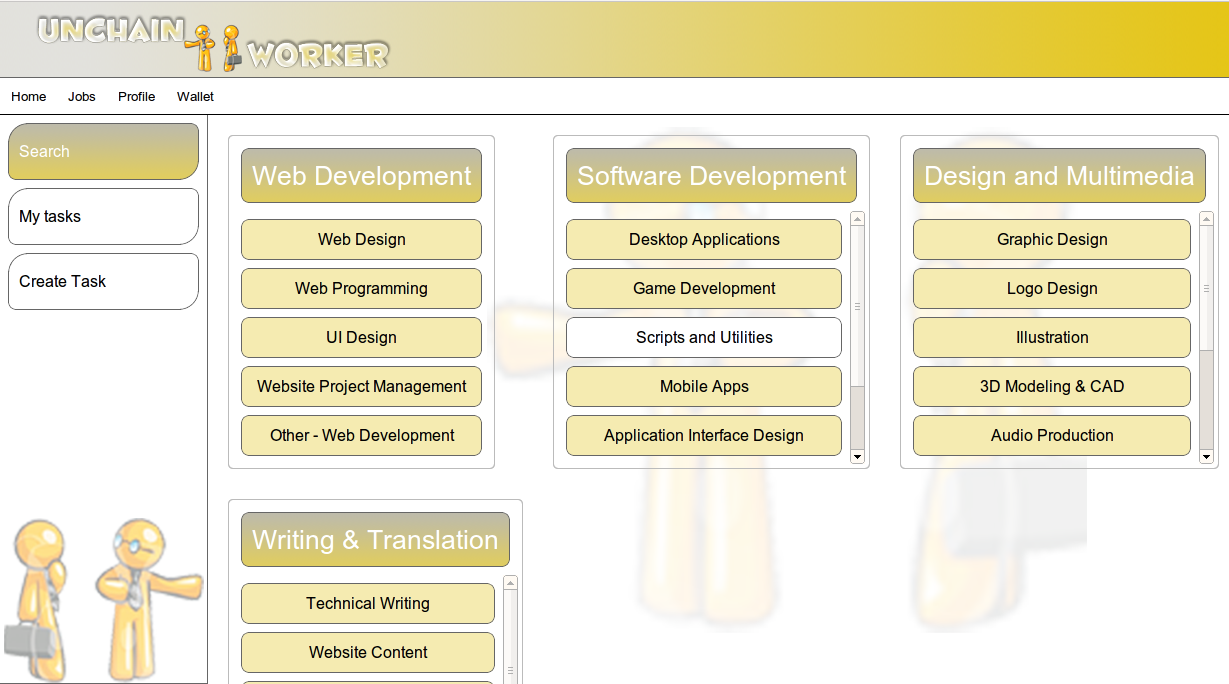 UNCHAIN
WORKER
Home Jobs Profile Wallet
Search
My tasks
Create Task
Web Development
Web Design
Web Programming
UI Design
Website Project Management
Other - Web Development
Software Development
Desktop Applications
Game Development
Scripts and Utilities
Mobile Apps
Application Interface Design
Design and Multimedia
Graphic Design
Logo Design
Illustration
3D Modeling & CAD
Audio Production
Writing & Translation
Technical Writing
Website Content